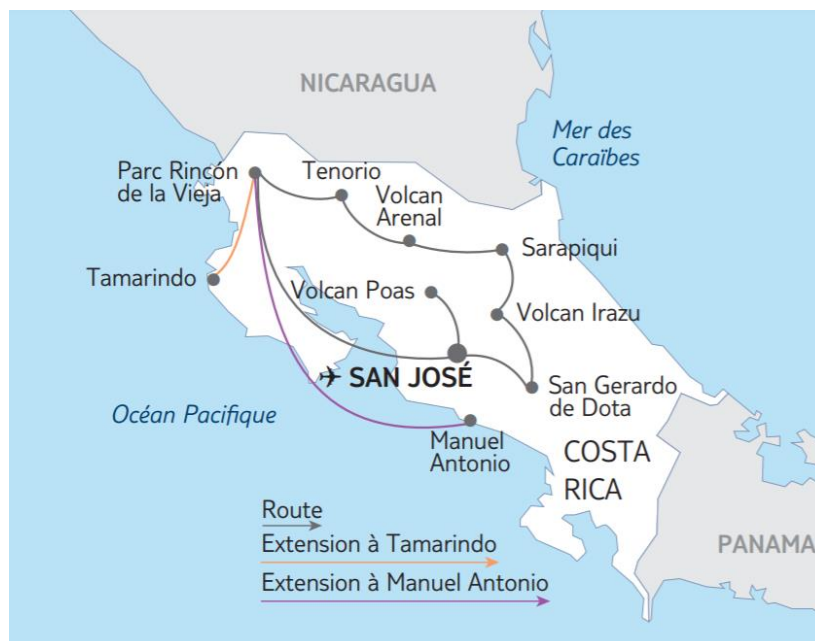 NICARAGUA
Mer des
Caraïbes
Parc Rincón
de la Vieja
Tenorio
Volcan
Arenal
Sarapiqui
Tamarindo
Volcan Poas
Volcan Irazu
SAN JOSÉ
San Gerardo
de Dota
Océan Pacifique
Manuel
Antonio
COSTA
RICA
Route
Extension à Tamarindo
Extension à Manuel Antonio
PANAMA